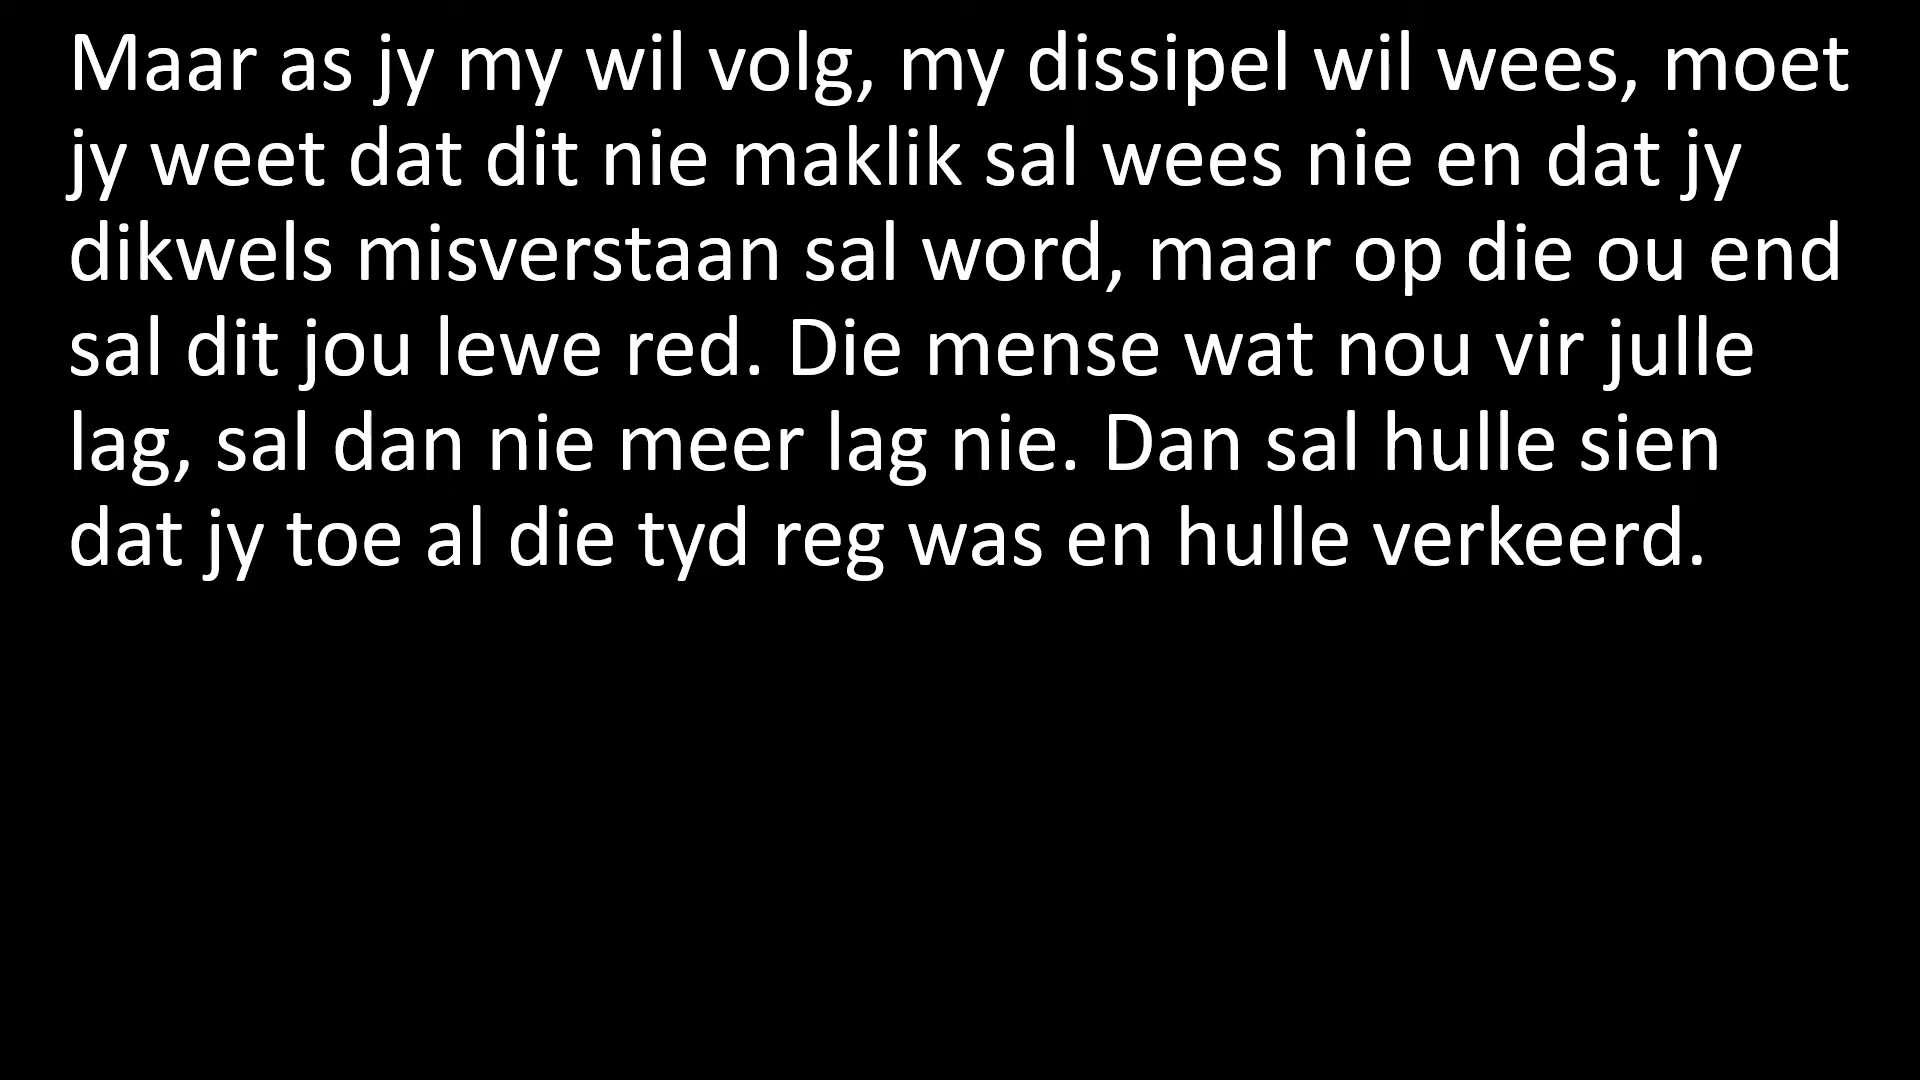 Maar as jy my wil volg, my dissipel wil wees, moet
jy weet dat dit nie maklik sal wees nie en dat jy
dikwels misverstaan sal word, maar op die ou end
sal dit jou lewe red. Die mense wat nou vir julle
lag, sal dan nie meer lag nie. Dan sal hulle sien
dat jy toe al die tyd reg was en hulle verkeerd.